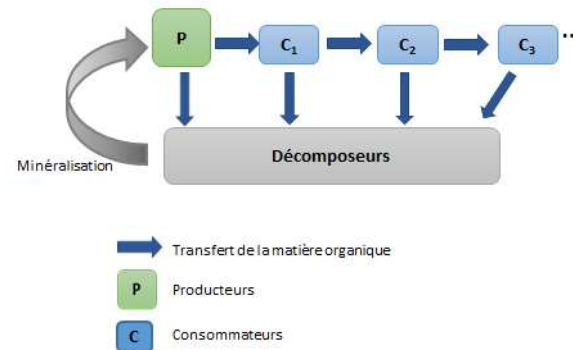 P C₁ C₂ C₃ ..
Décomposeurs
Minéralisation
Transfert de la matière organique
P Producteurs
C Consommateurs